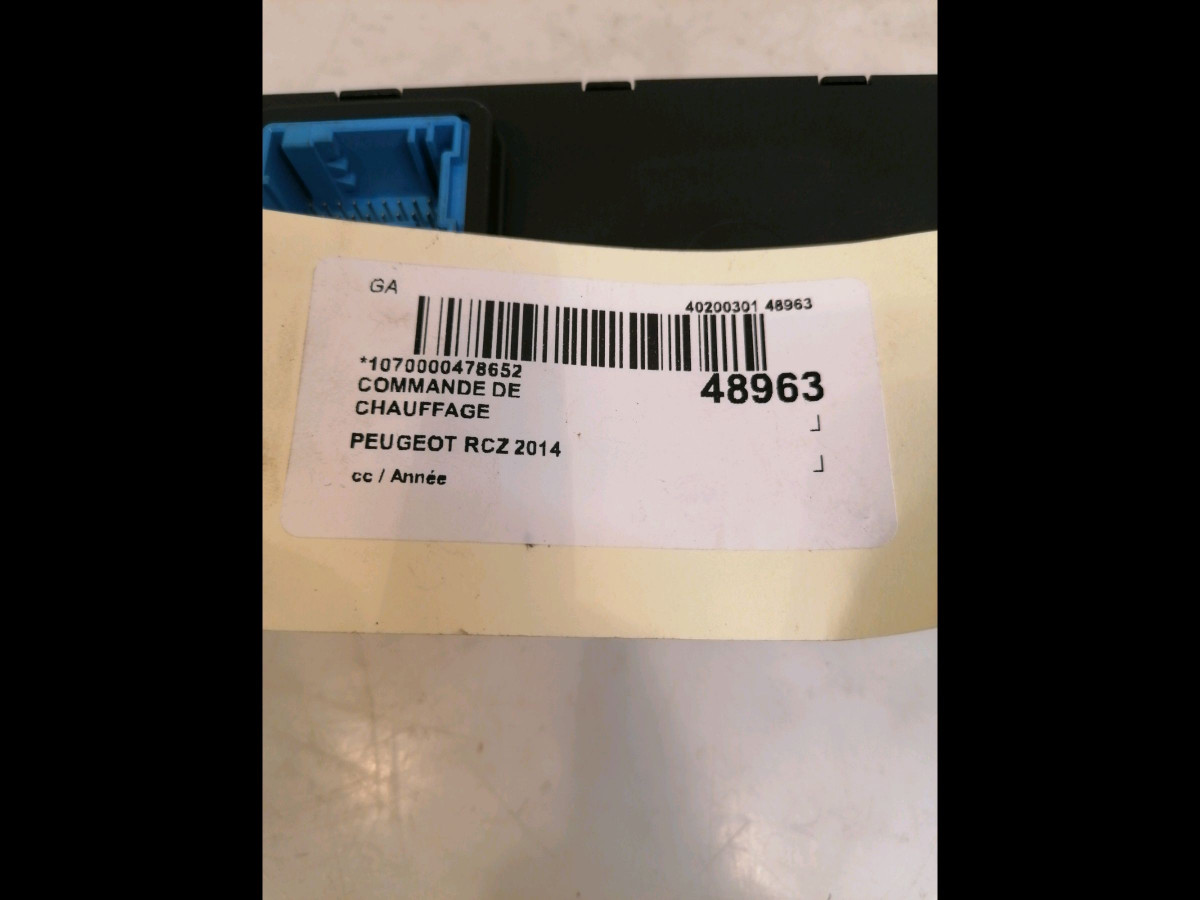 GA
40200301 48963
*1070000478652
48963
COMMANDE DE
CHAUFFAGE
PEUGEOT RCZ 2014
cc / Année